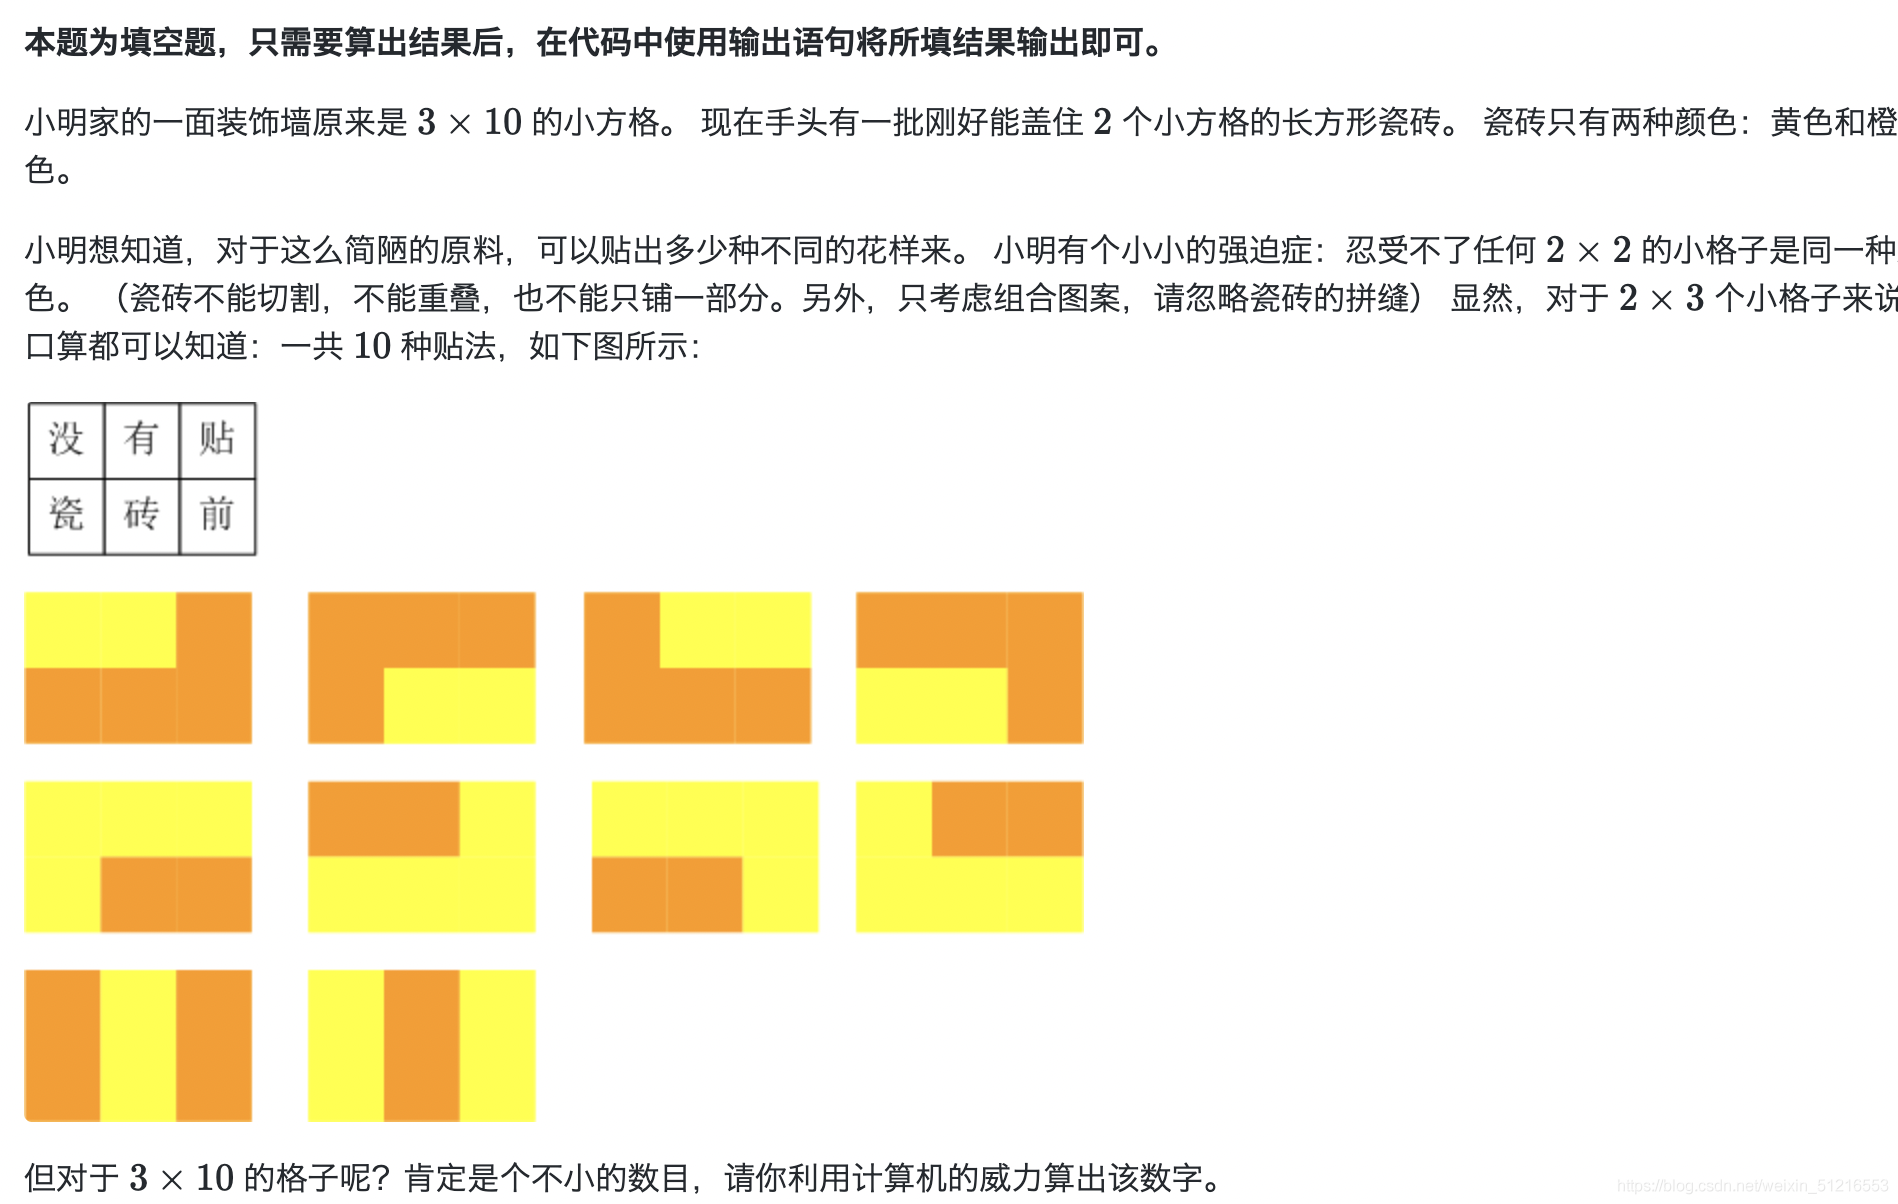 本题为填空题，只需要算出结果后，在代码中使用输出语句将所填结果输出即可。
小明家的一面装饰墙原来是 3 × 10 的小方格。 现在手头有一批刚好能盖住 2 个小方格的长方形瓷砖。 瓷砖只有两种颜色：黄色和橙
色。
小明想知道，对于这么简陋的原料，可以贴出多少种不同的花样来。 小明有个小小的强迫症：忍受不了任何 2 × 2 的小格子是同一种
色。 （瓷砖不能切割，不能重叠，也不能只铺一部分。另外，只考虑组合图案，请忽略瓷砖的拼缝） 显然，对于 2 × 3 个小格子来说
口算都可以知道：一共 10 种贴法，如下图所示：
没 有 贴
瓷 砖 前
但对于 3 × 10 的格子呢？肯定是个不小的数目，请你利用计算机的威力算出该数字。
https://blog.csdn.net/weixin_51216553